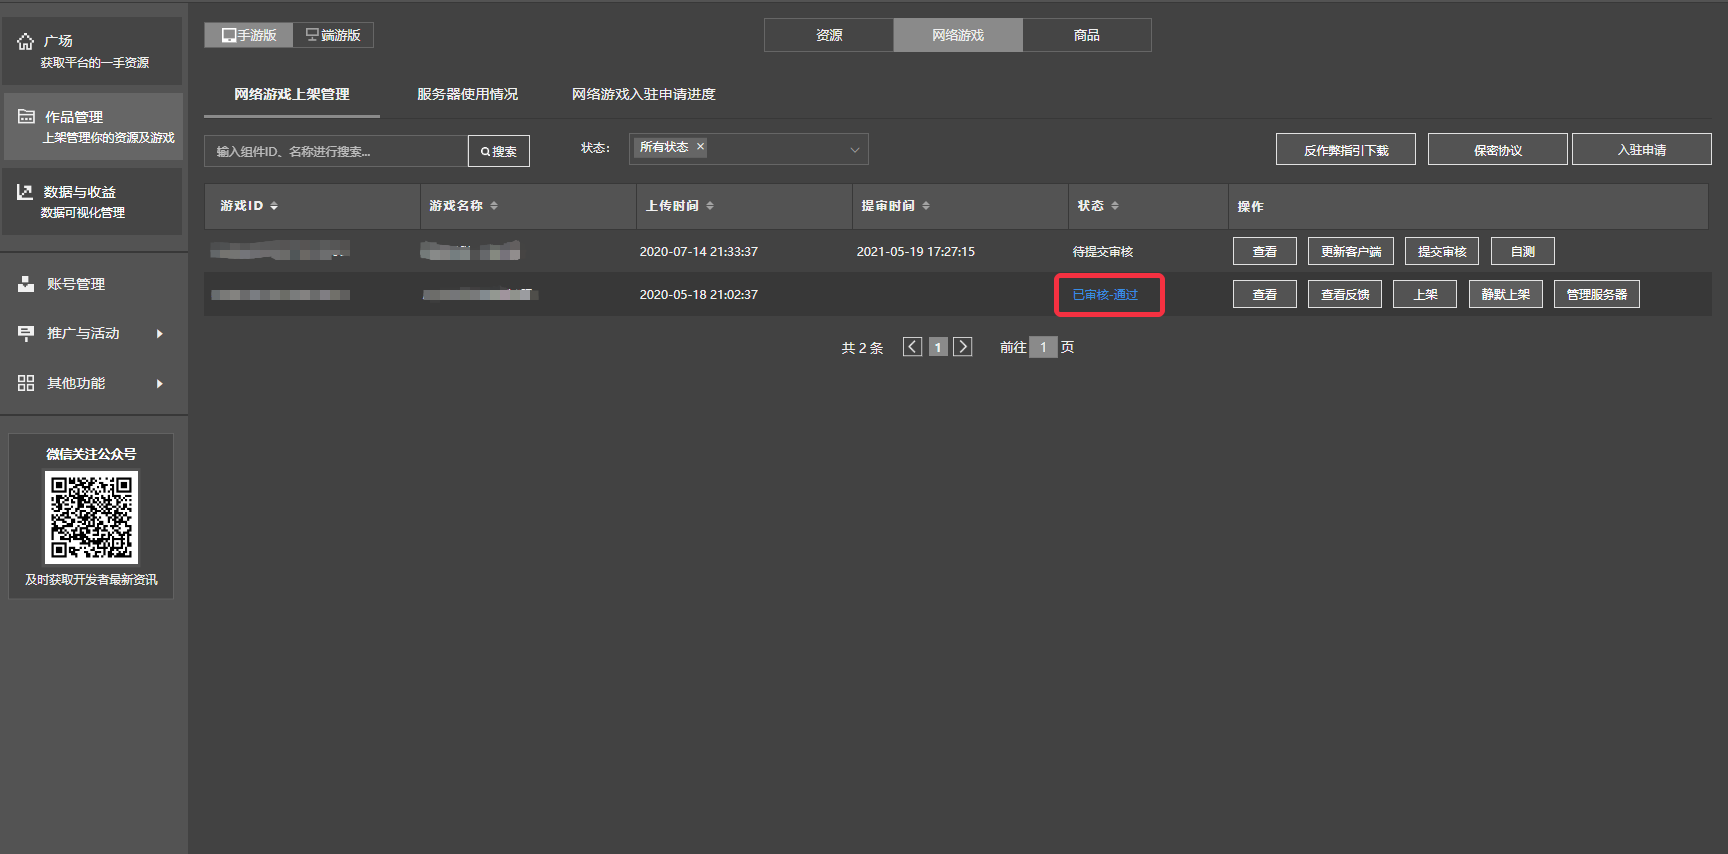 广场
获取平台的一手资源
作品管理
上架管理你的资源及游戏
数据与收益
数据可视化管理
账号管理
推广与活动
其他功能
微信关注公众号
及时获取开发者最新资讯
手游版 端游版
资源 网络游戏 商品
网络游戏上架管理 服务器使用情况 网络游戏入驻申请进度
输入组件ID、名称进行搜索... 搜索 状态: 所有状态 × 反作弊指引下载 保密协议 入驻申请
游戏ID 游戏名称 上传时间 提审时间 状态 操作
2020-07-14 21:33:37 2021-05-19 17:27:15 待提交审核 查看 更新客户端 提交审核 自测
2020-05-18 21:02:37 已审核-通过 查看 查看反馈 上架 静默上架 管理服务器
共 2 条 1 前往 1 页